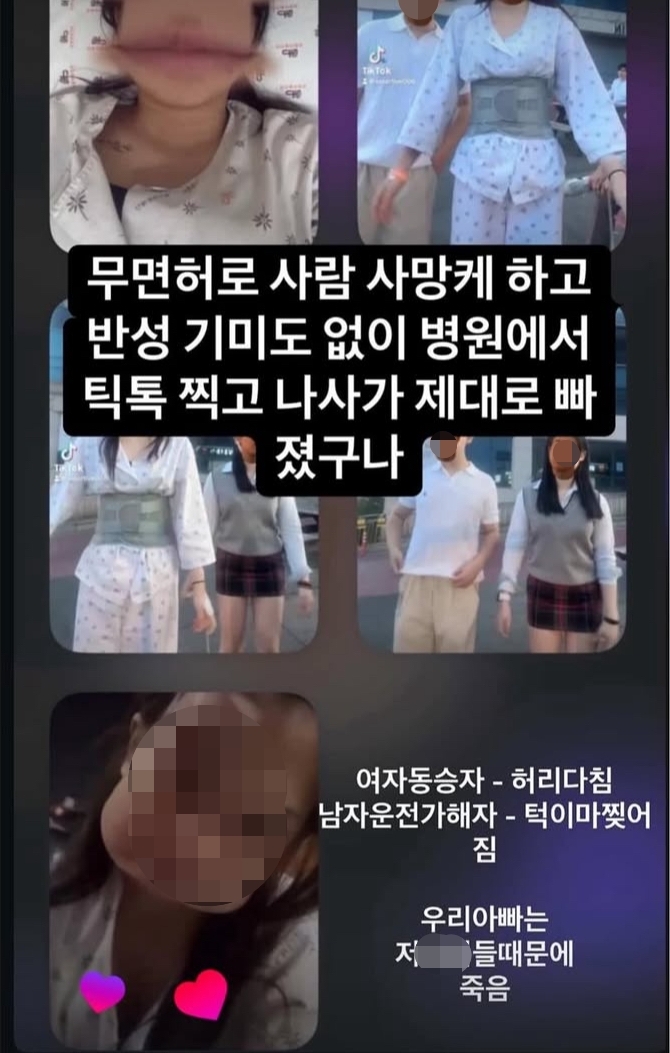 TikTok
무면허로 사람 사망케 하고
반성 기미도 없이 병원에서
틱톡 찍고 나사가 제대로 빠
졌구나
TikTok
여자동승자 - 허리다침
남자운전가해자 - 턱이마찢어
짐
우리아빠는
저 들때문에
죽음